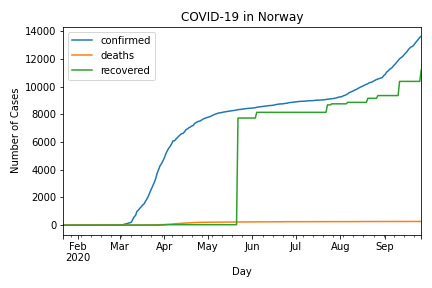 COVID-19 in Norway
14000
12000
10000
8000
6000
4000
2000
0
Number of Cases
confirmed
deaths
recovered
Feb
2020
Mar
Apr
May
Jun
Jul
Aug
Sep
Day